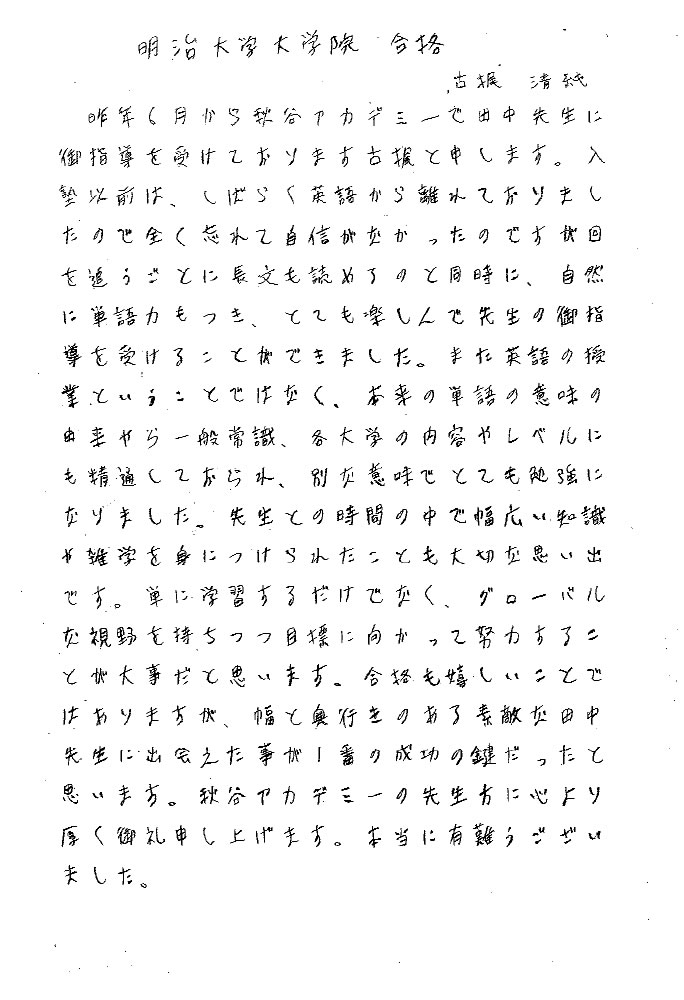 明治大学大学院 合格
古握 清純
昨年6月から秋谷アカデミーで田中先生に
御指導を受けております古握と申します。入
塾以前は、しばらく英語から離れておりまし
たので全く忘れて自信がなかったのですが回
を追うごとに長文も読めるのと同時に、自然
に単語力もつき、とても楽しんで先生の御指
導を受けることができました。また英語の授
業ということではなく、本来の単語の意味の
由来やら一般常識、各大学の内容やレベルに
も精通しておられ、別な意味でとても勉強に
なりました。先生との時間の中で幅広い知識
や雑学を身につけられたことも大切な思い出
です。単に学習するだけでなく、グローバル
な視野を持ちつつ目標に向かって努力するこ
とが大事だと思います。合格も嬉しいことで
はありますが、幅と奥行きのある素敵な田中
先生に出会えた事が1番の成功の鍵だったと
思います。秋谷アカデミーの先生方に心より
厚く御礼申し上げます。本当に有難うござい
ました。